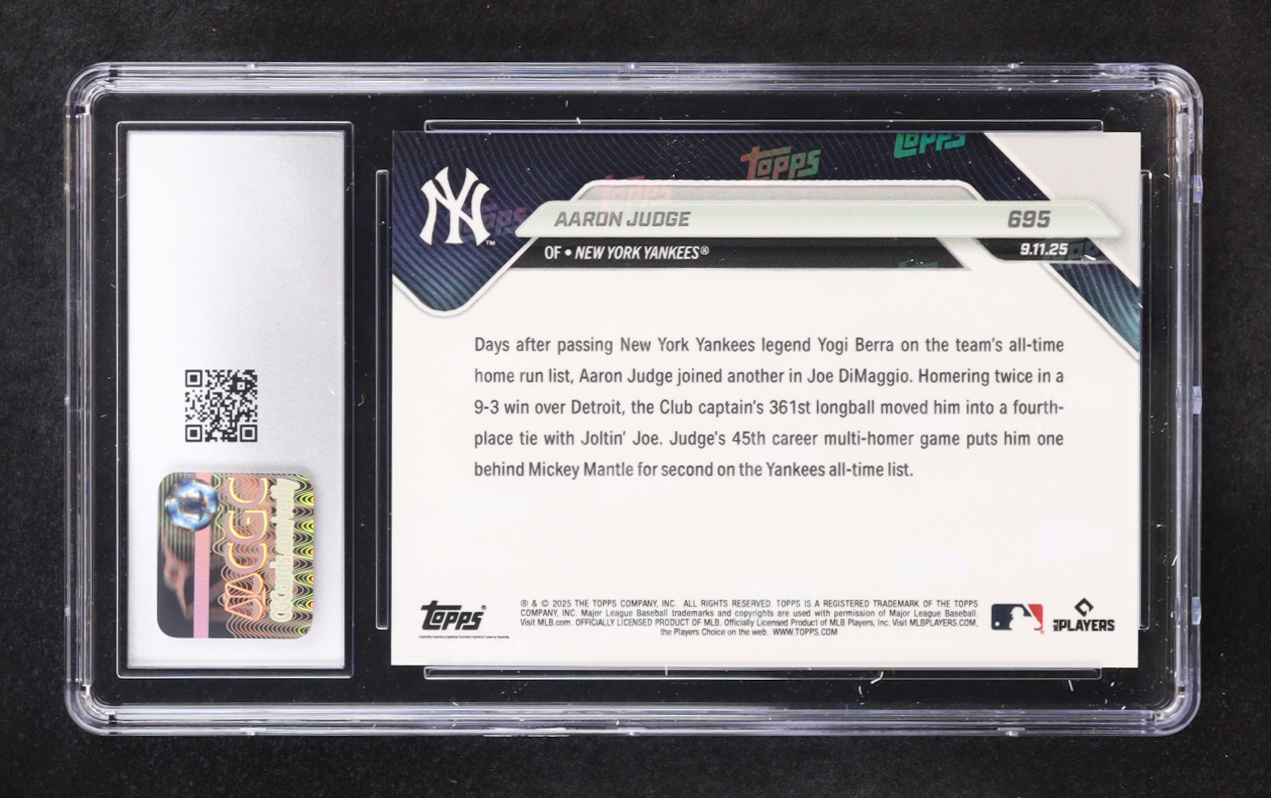 NY
TM
Topps
Topps
Topps
AARON JUDGE 695
OF • NEW YORK YANKEES® 9.11.25
Days after passing New York Yankees legend Yogi Berra on the team's all-time
home run list, Aaron Judge joined another in Joe DiMaggio. Homering twice in a
9-3 win over Detroit, the Club captain's 361st longball moved him into a fourth-
place tie with Joltin' Joe. Judge's 45th career multi-homer game puts him one
behind Mickey Mantle for second on the Yankees all-time list.
CGC
Topps®
® & © 2025 THE TOPPS COMPANY, INC. ALL RIGHTS RESERVED. TOPPS IS A REGISTERED TRADEMARK OF THE TOPPS
COMPANY, INC. Major League Baseball trademarks and copyrights are used with permission of Major League Baseball.
Visit MLB.com. OFFICIALLY LICENSED PRODUCT OF MLB. Officially Licensed Product of MLB Players, Inc. Visit MLBPLAYERS.COM,
the Players Choice on the web. WWW.TOPPS.COM
MLBPLAYERS